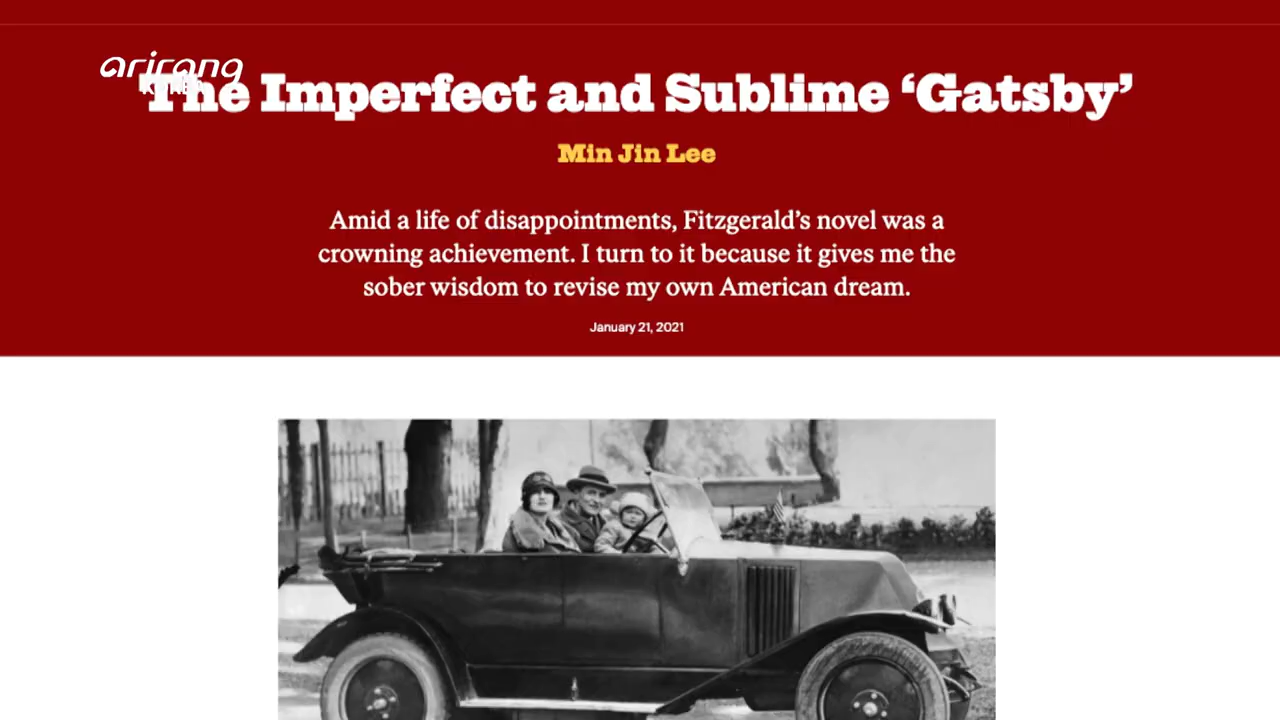 arirang
KOREA
The Imperfect and Sublime ‘Gatsby’
Min Jin Lee
Amid a life of disappointments, Fitzgerald’s novel was a
crowning achievement. I turn to it because it gives me the
sober wisdom to revise my own American dream.
January 21, 2021